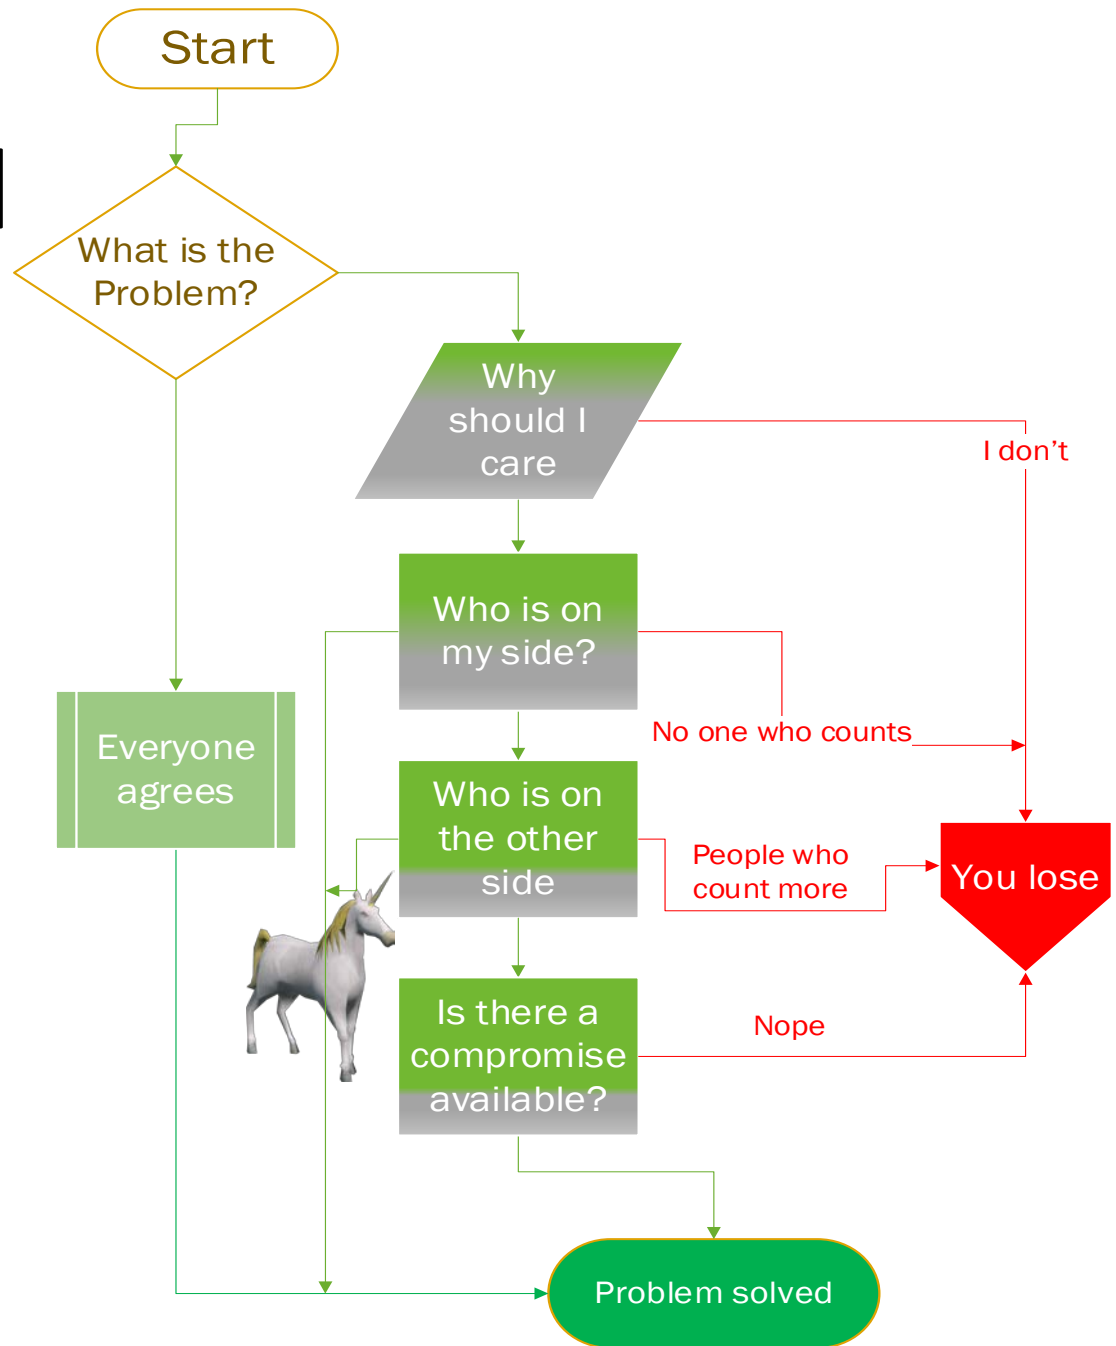 Start
What is the
Problem?
Why
should I
care
I don't
Who is on
my side?
No one who counts
Everyone
agrees
Who is on
the other
side
People who
count more
You lose
Is there a
compromise
available?
Nope
Problem solved